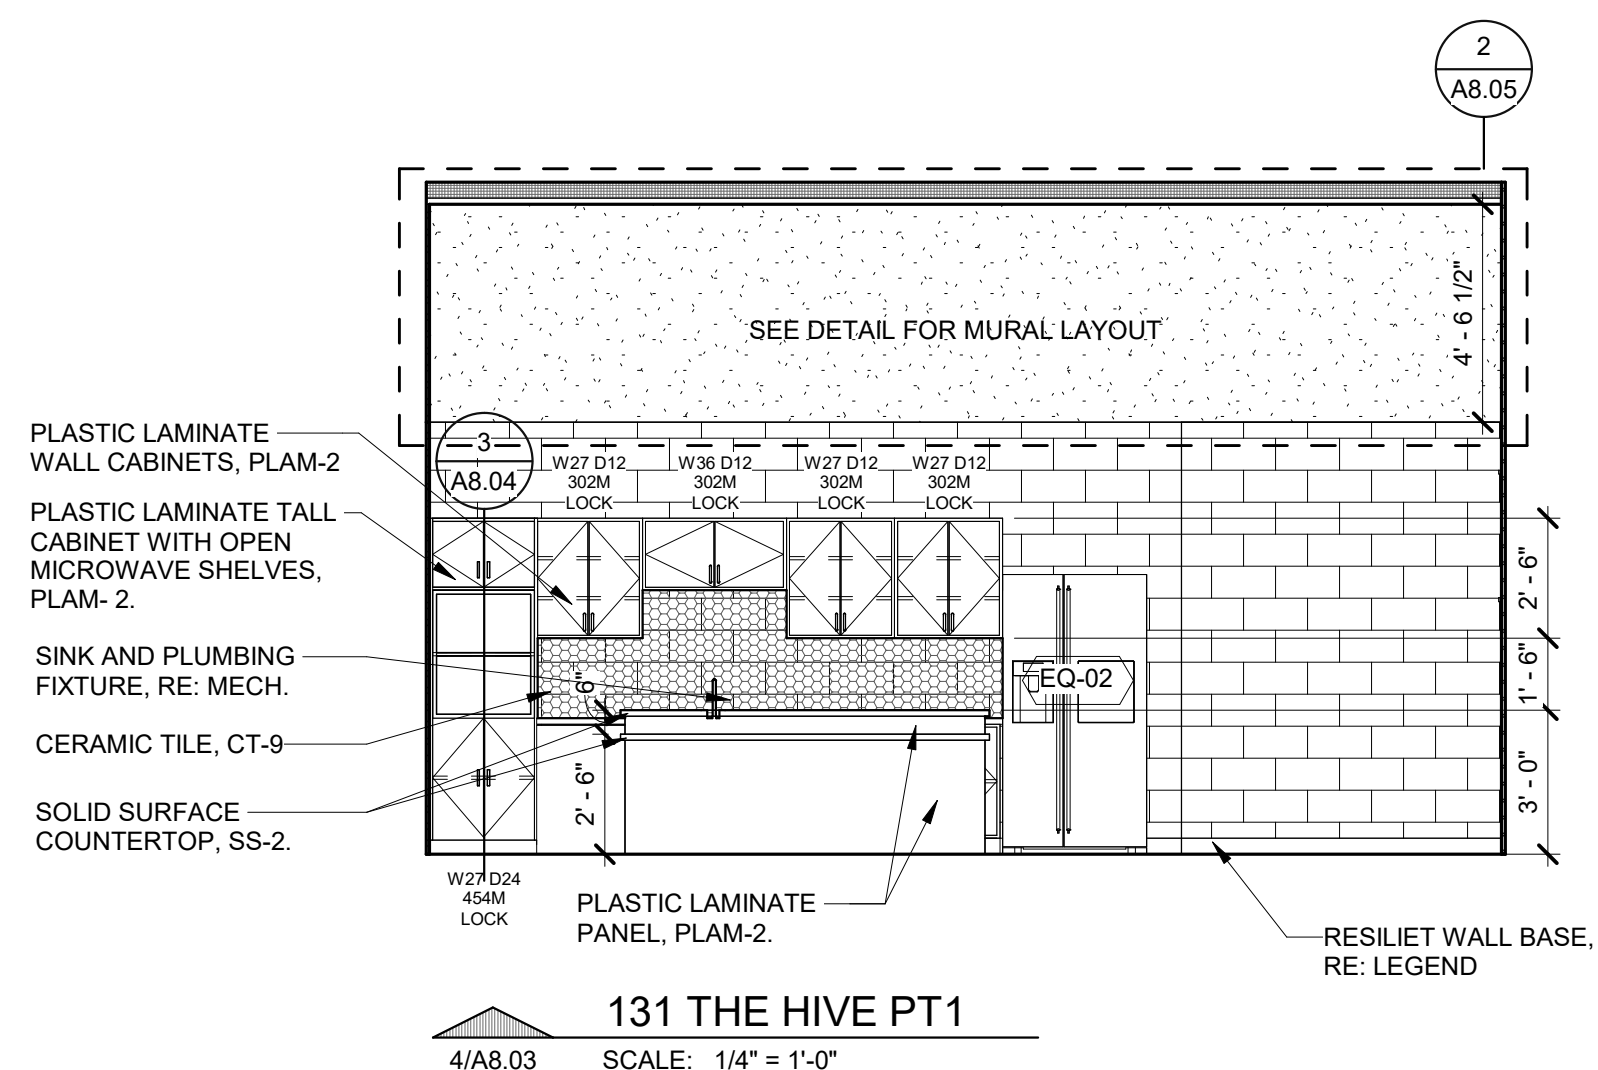 2
A8.05
SEE DETAIL FOR MURAL LAYOUT
4' - 6 1/2"
PLASTIC LAMINATE
WALL CABINETS, PLAM-2
3
A8.04
W27 D12
302M
LOCK
W36 D12
302M
LOCK
W27 D12
302M
LOCK
W27 D12
302M
LOCK
PLASTIC LAMINATE TALL
CABINET WITH OPEN
MICROWAVE SHELVES,
PLAM- 2.
2' - 6"
SINK AND PLUMBING
FIXTURE, RE: MECH.
6"
EQ-02
1' - 6"
CERAMIC TILE, CT-9
2' - 6"
3' - 0"
SOLID SURFACE
COUNTERTOP, SS-2.
W27 D24
454M
LOCK
PLASTIC LAMINATE
PANEL, PLAM-2.
RESILIET WALL BASE,
RE: LEGEND
131 THE HIVE PT1
4/A8.03
SCALE: 1/4" = 1'-0"